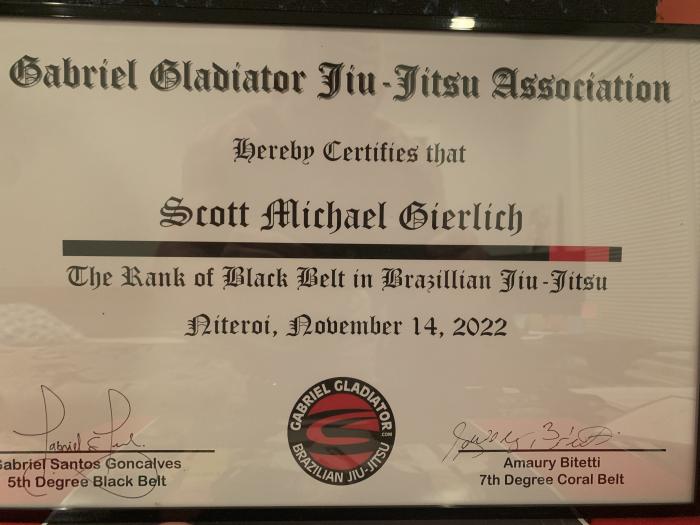 Gabriel Gladiator Jiu-Jitsu Association
Hereby Certifies that
Scott Michael Gierlich
The Rank of Black Belt in Brazillian Jiu-Jitsu
Niteroi, November 14, 2022
GABRIEL GLADIATOR
.COM
BRAZILIAN JIU-JITSU
Gabriel Santos Goncalves
5th Degree Black Belt
Amaury Bitetti
7th Degree Coral Belt